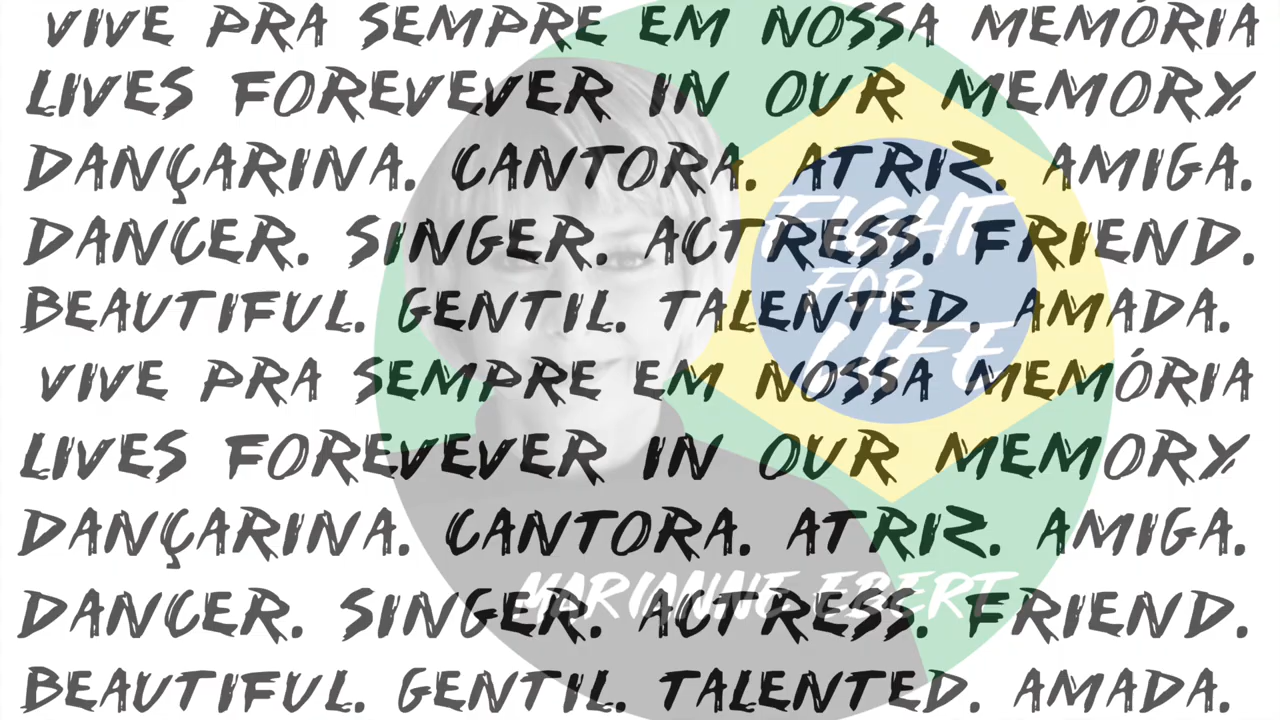 VIVE PRA SEMPRE EM NOSSA MEMÓRIA
LIVES FOREVEVER IN OUR MEMORY
DANÇARINA. CANTORA. ATRIZ. AMIGA.
DANCER. SINGER. ACTRESS. FRIEND.
BEAUTIFUL. GENTIL. TALENTED. AMADA.
VIVE PRA SEMPRE EM NOSSA MEMÓRIA
LIVES FOREVEVER IN OUR MEMORY
DANÇARINA. CANTORA. ATRIZ. AMIGA.
DANCER. SINGER. ACTRESS. FRIEND.
BEAUTIFUL. GENTIL. TALENTED. AMADA.
FIGHT
FOR
LIFE
MARIANNE EBERT